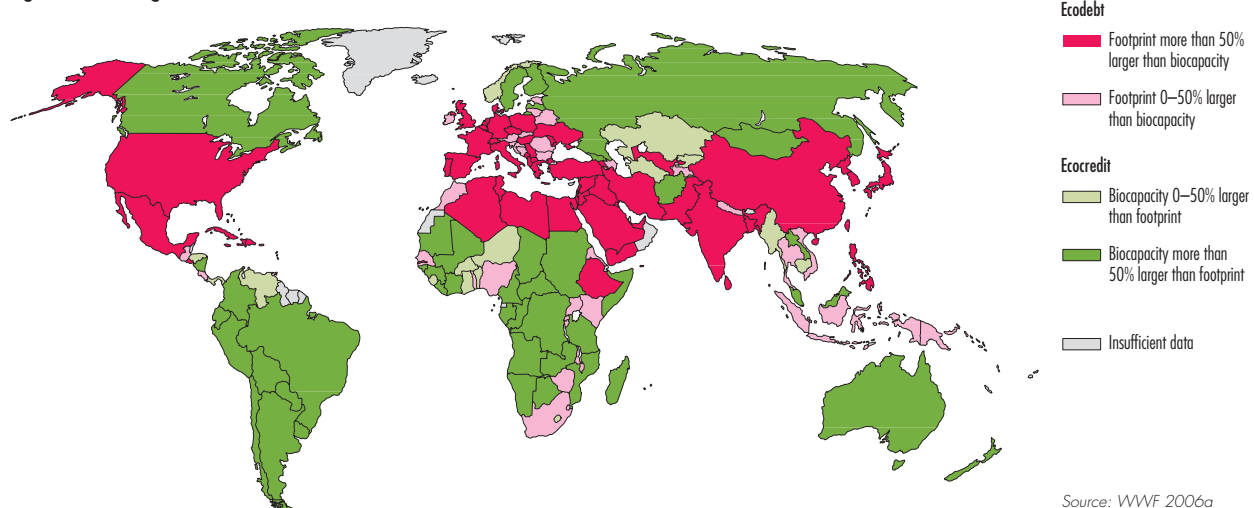 Ecodebt
Footprint more than 50%
larger than biocapacity
Footprint 0–50% larger
than biocapacity
Ecocredit
Biocapacity 0–50% larger
than footprint
Biocapacity more than
50% larger than footprint
Insufficient data
Source: WWF 2006a